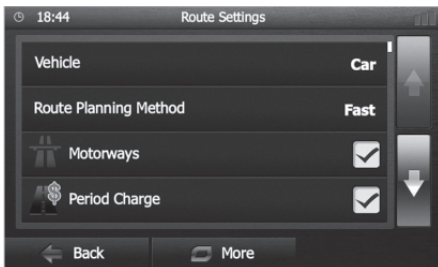 18:44 Route Settings
Vehicle Car
Route Planning Method Fast
Motorways
Period Charge
Back More